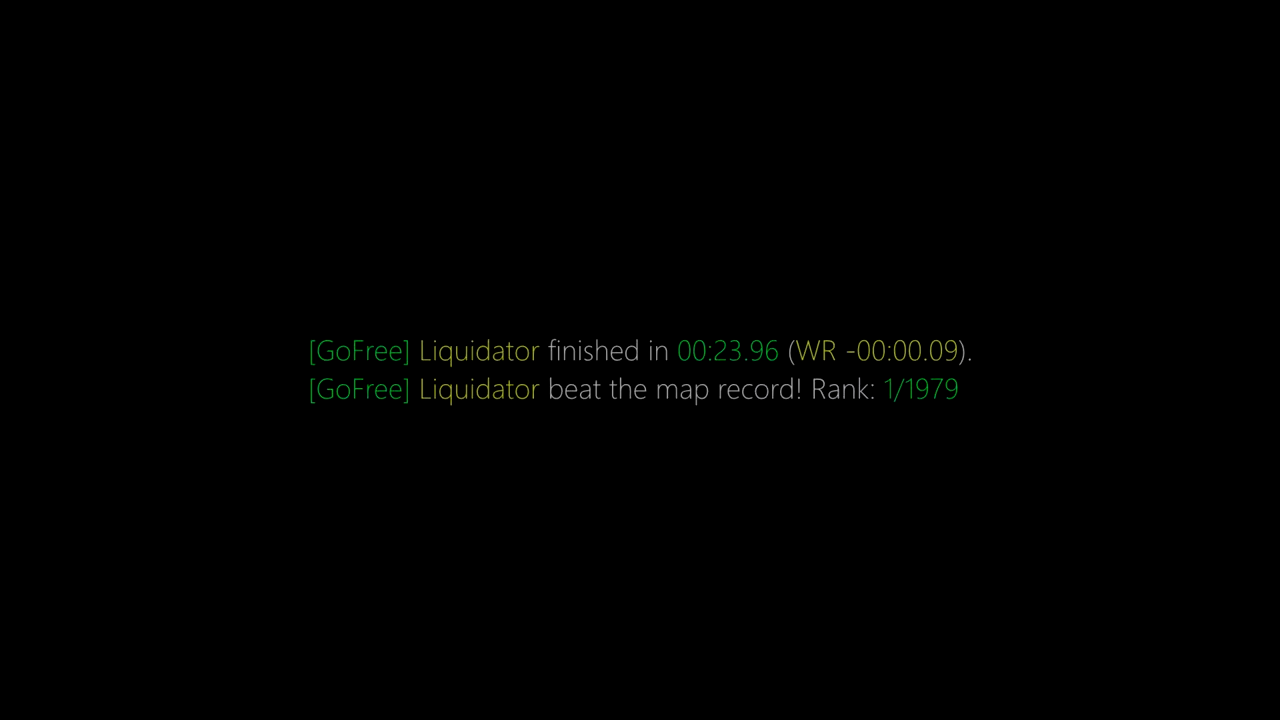 [GoFree] Liquidator finished in 00:23.96 (WR -00:00.09).
[GoFree] Liquidator beat the map record! Rank: 1/1979